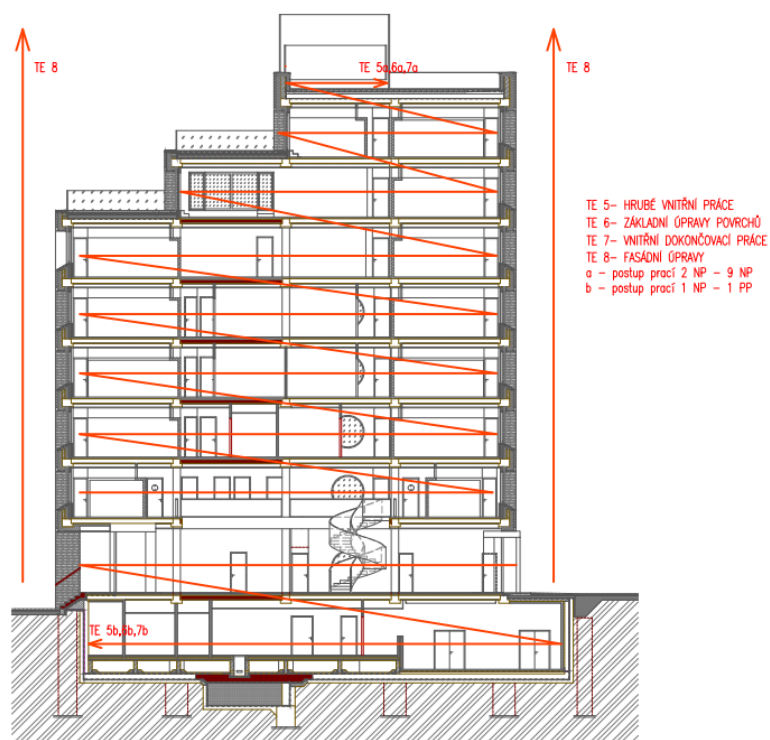 TE 8
TE 5a,6a,7a
TE 8
TE 5– HRUBÉ VNITŘNÍ PRÁCE
TE 6– ZÁKLADNÍ ÚPRAVY POVRCHŮ
TE 7– VNITŘNÍ DOKONČOVACÍ PRÁCE
TE 8– FASÁDNÍ ÚPRAVY
a – postup prací 2 NP – 9 NP
b – postup prací 1 NP – 1 PP
TE 5b,6b,7b